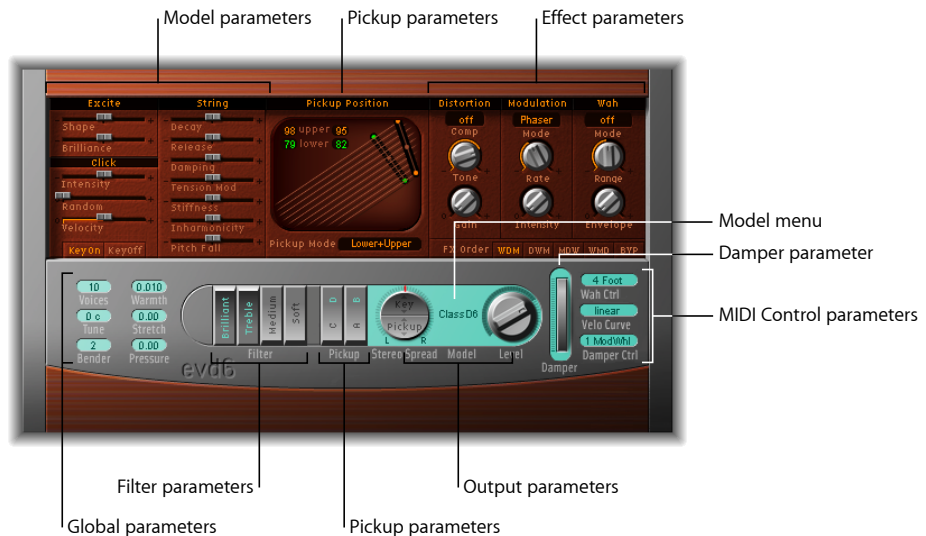 Model parameters
Pickup parameters
Effect parameters
Excite
String
Pickup Position
Distortion
Modulation
Wah
Shape
Brilliance
Click
Intensity
Random
Velocity
KeyOn KeyOff
Decay
Release
Damping
Tension Mod
Stiffness
Inharmonicity
Pitch Fall
98 upper 95
79 lower 82
Pickup Mode Lower+Upper
off
Comp
Tone
Gain
Phaser
Mode
Rate
Intensity
off
Mode
Range
Envelope
FX Order WDM DWM MDW WMD BYP
Model menu
Damper parameter
MIDI Control parameters
10
Voices
0 c
Tune
2
Bender
0.010
Warmth
0.00
Stretch
0.00
Pressure
Brilliant
Treble
Medium
Soft
Filter
D
B
C
A
Pickup
Key
Pickup
L R
Stereo Spread
ClassD6
Model
Level
Damper
4 Foot
Wah Ctrl
linear
Velo Curve
1 ModWhl
Damper Ctrl
evd6
Filter parameters
Output parameters
Global parameters
Pickup parameters